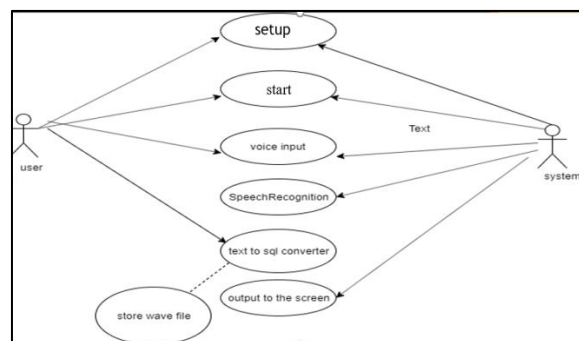 setup
start
Text
voice input
user
system
SpeechRecognition
text to sql converter
output to the screen
store wave file